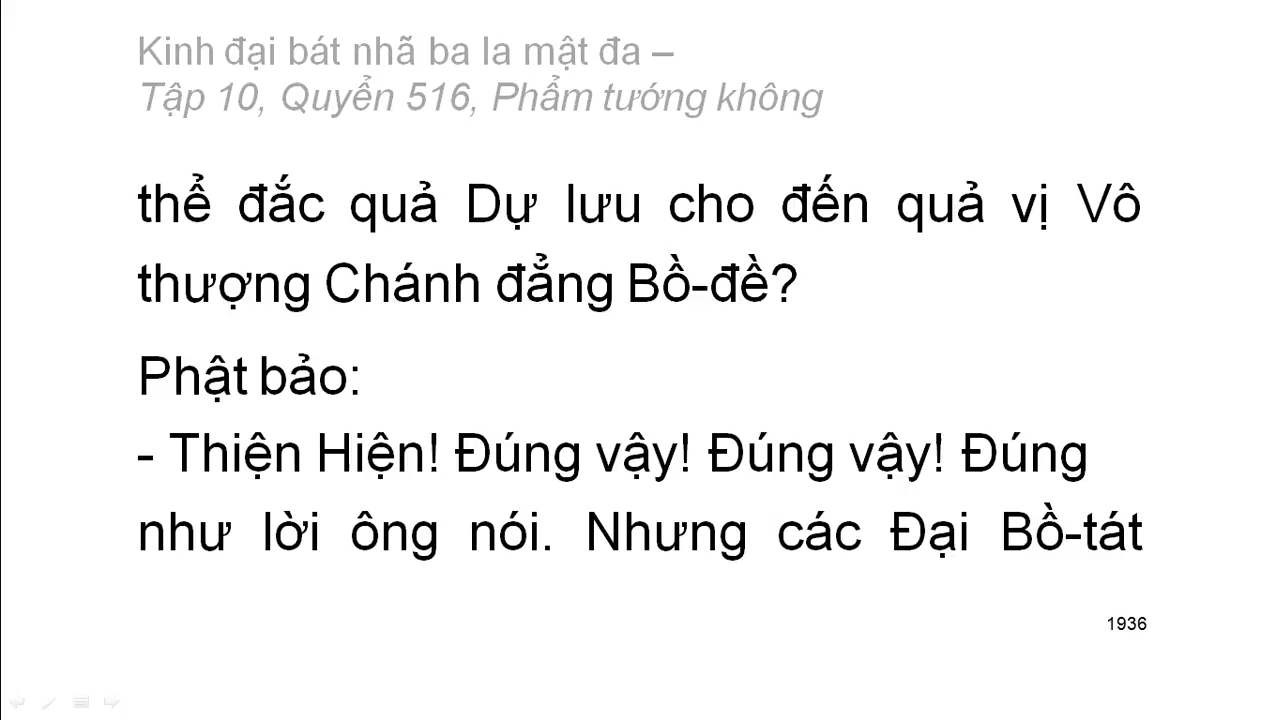 Kinh đại bát nhã ba la mật đa –
Tập 10, Quyển 516, Phẩm tướng không
thể đắc quả Dự lưu cho đến quả vị Vô
thượng Chánh đẳng Bồ-đề?
Phật bảo:
- Thiện Hiện! Đúng vậy! Đúng vậy! Đúng
như lời ông nói. Nhưng các Đại Bồ-tát
1936